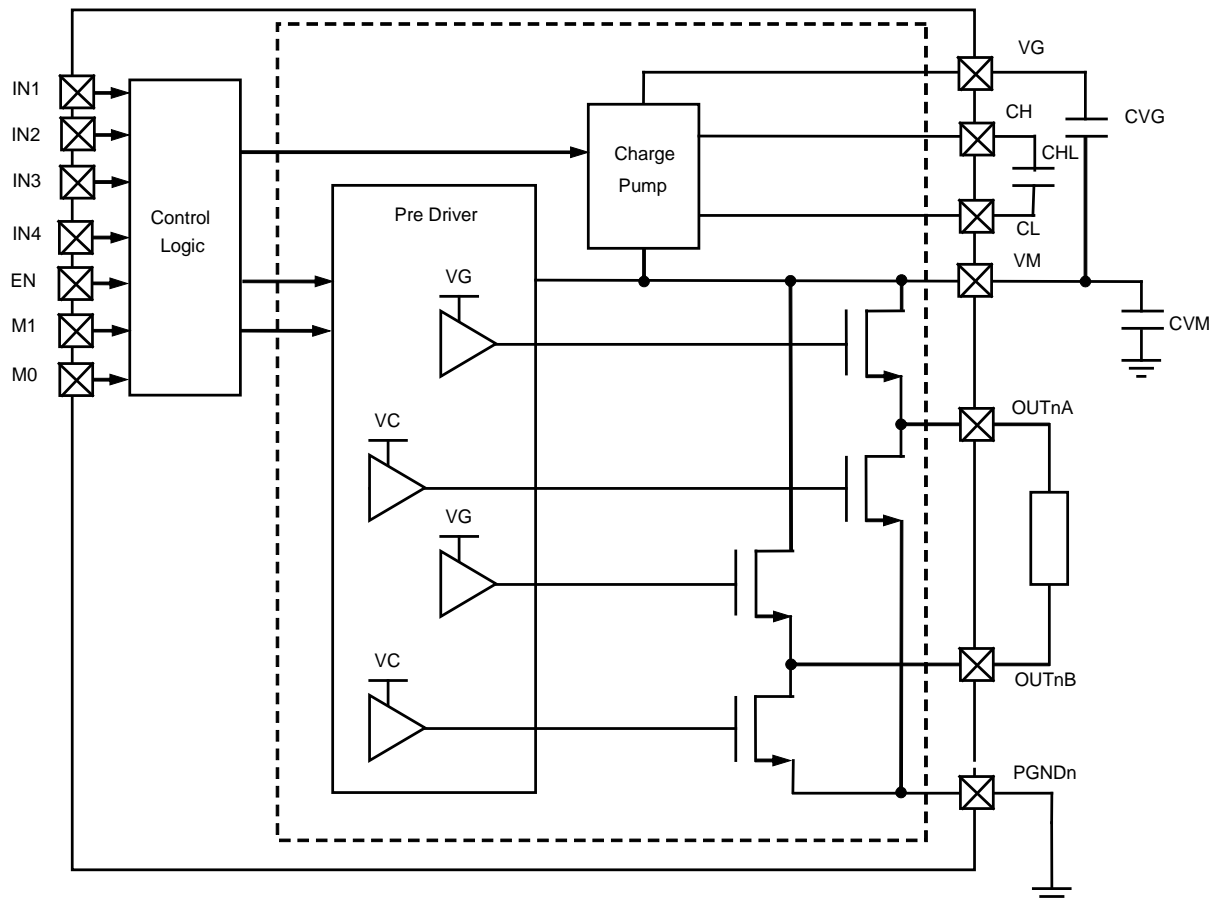 VG
IN1
CH
CVG
IN2
CHL
Charge
Pump
IN3
Control
Logic
Pre Driver
IN4
CL
VM
EN
VG
M1
CVM
M0
OUTnA
VC
VG
VC
OUTnB
PGNDn